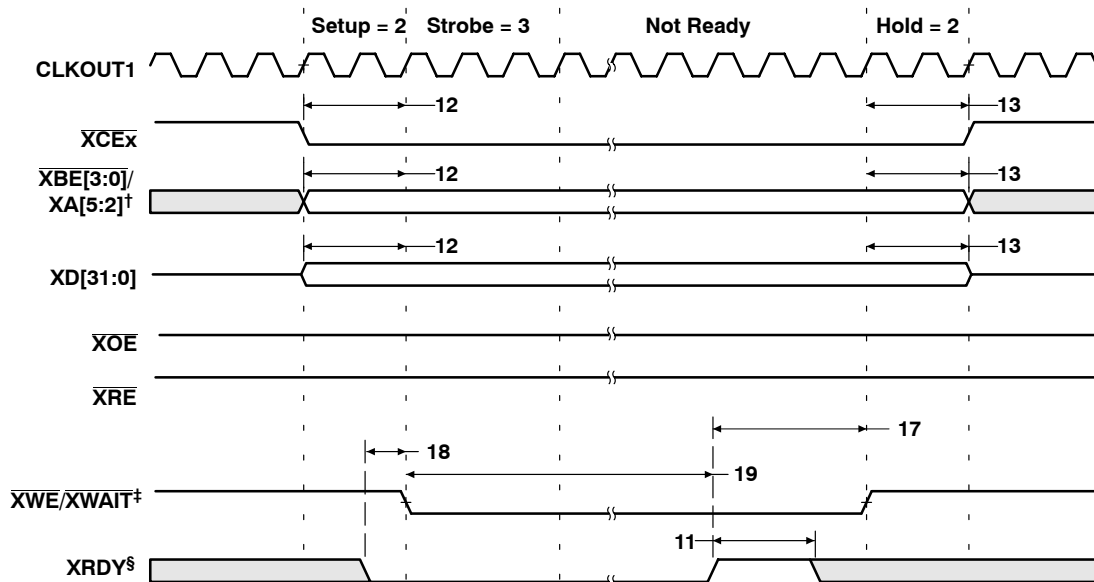 Setup = 2 Strobe = 3 Not Ready Hold = 2
CLKOUT1
12 13
XCEx
XBE[3:0]/
XA[5:2]†
12 13
XD[31:0]
12 13
XOE
XRE
17
18
19
XWE/XWAIT‡
11
XRDY§